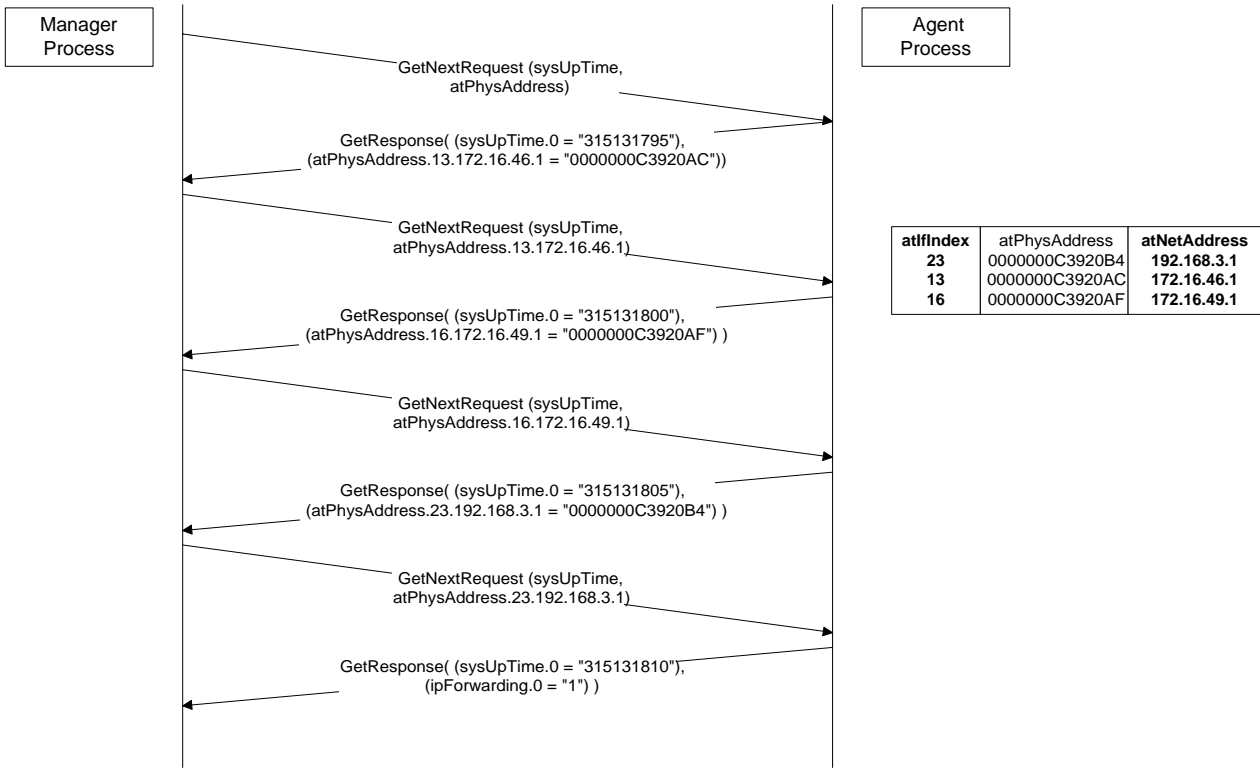 Manager
Process
Agent
Process
GetNextRequest (sysUpTime,
atPhysAddress)
GetResponse( (sysUpTime.0 = "315131795"),
(atPhysAddress.13.172.16.46.1 = "0000000C3920AC"))
GetNextRequest (sysUpTime,
atPhysAddress.13.172.16.46.1)
GetResponse( (sysUpTime.0 = "315131800"),
(atPhysAddress.16.172.16.49.1 = "0000000C3920AF") )
GetNextRequest (sysUpTime,
atPhysAddress.16.172.16.49.1)
GetResponse( (sysUpTime.0 = "315131805"),
(atPhysAddress.23.192.168.3.1 = "0000000C3920B4") )
GetNextRequest (sysUpTime,
atPhysAddress.23.192.168.3.1)
GetResponse( (sysUpTime.0 = "315131810"),
(ipForwarding.0 = "1") )
atIfIndex atPhysAddress atNetAddress
23 0000000C3920B4 192.168.3.1
13 0000000C3920AC 172.16.46.1
16 0000000C3920AF 172.16.49.1